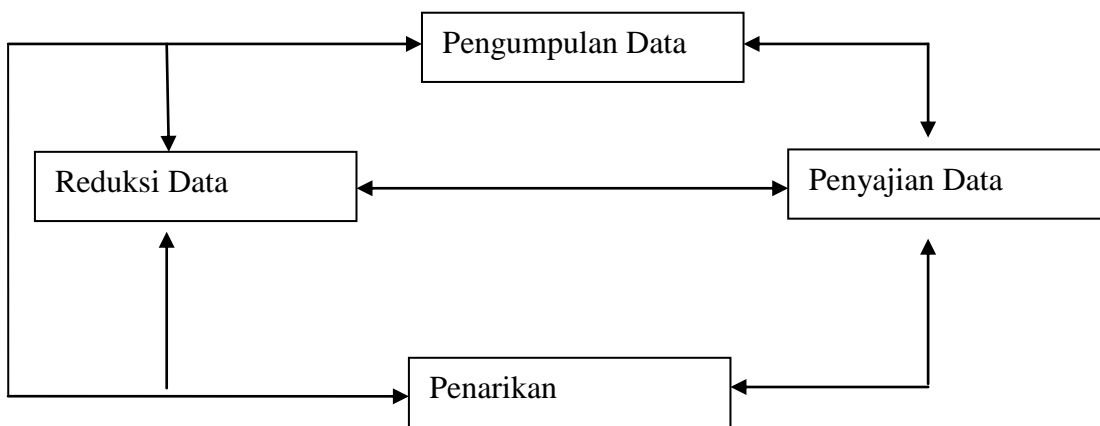 Pengumpulan Data
Reduksi Data
Penyajian Data
Penarikan